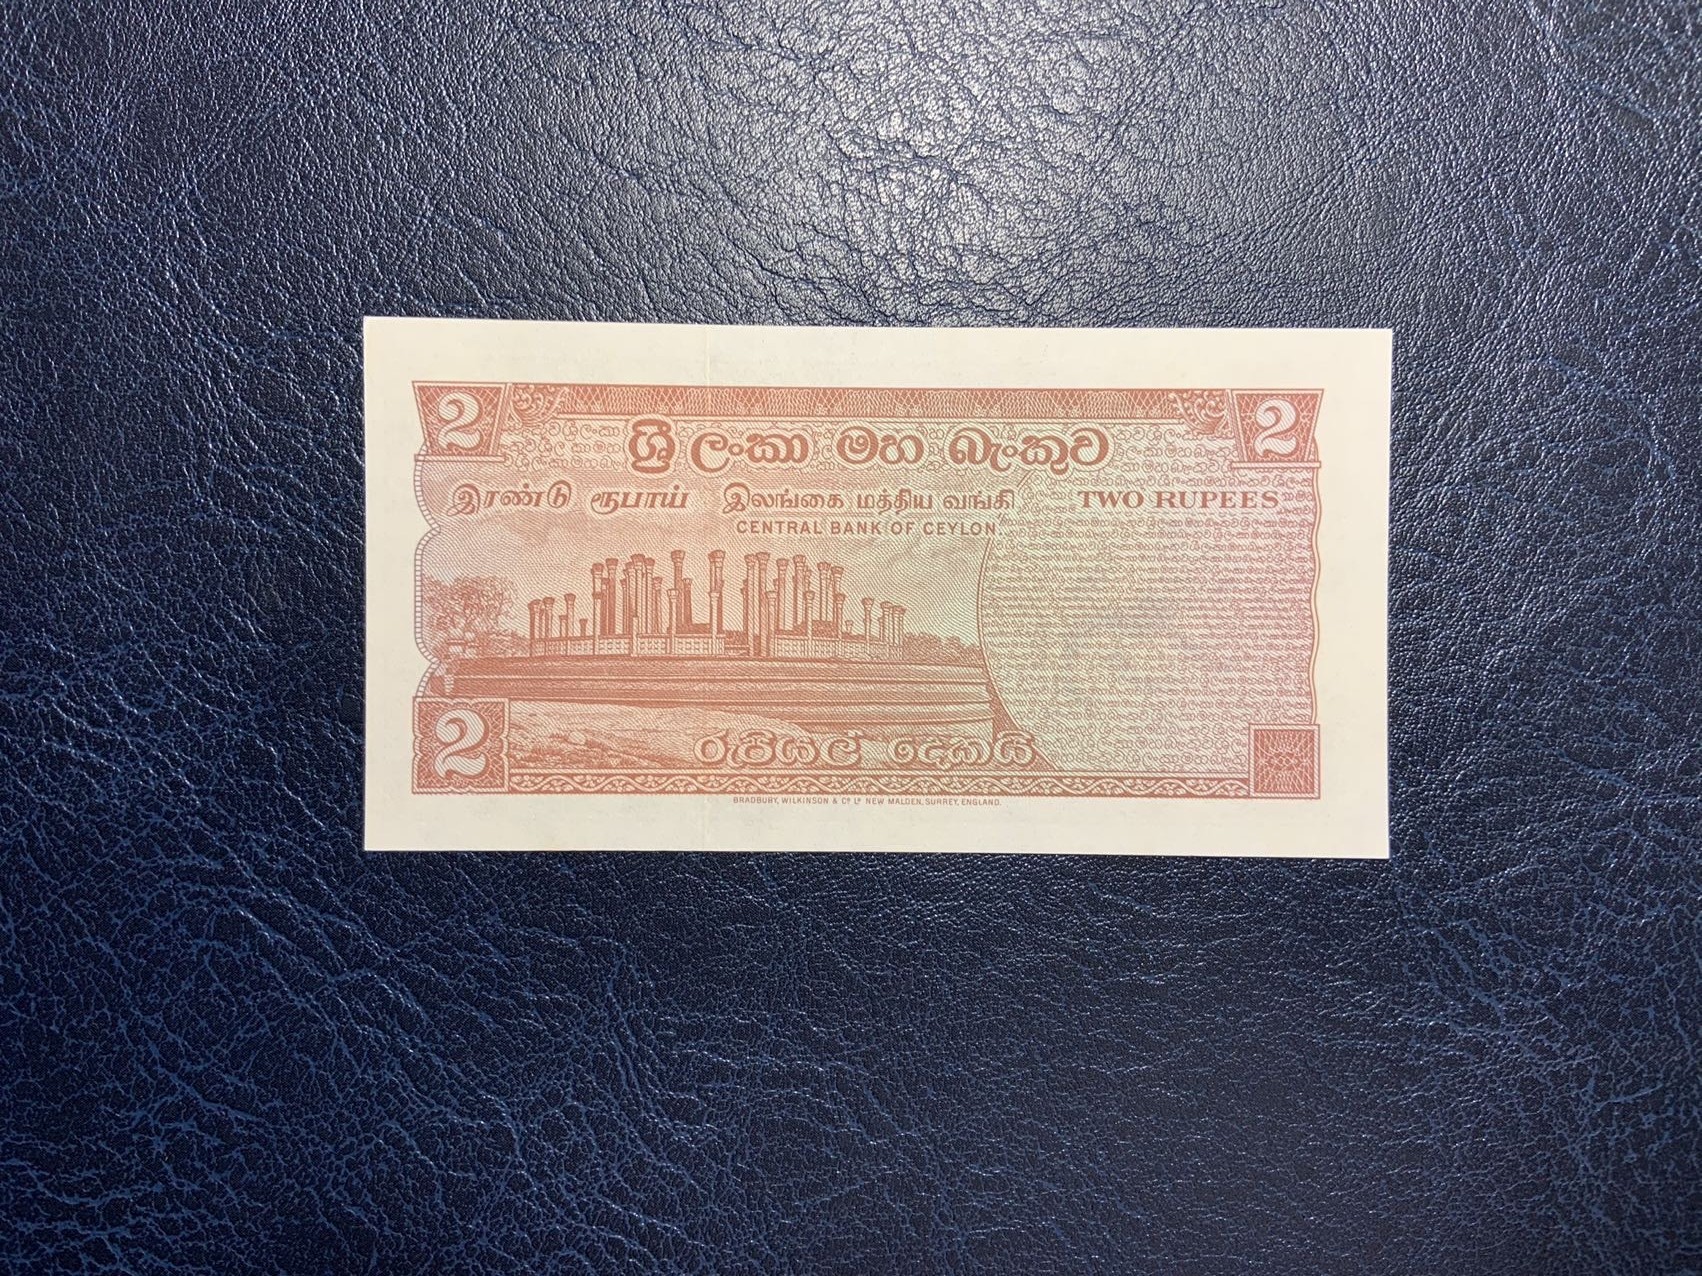 2 ශ්‍රී ලංකා මහ බැංකුව 2
இரண்டு ரூபாய் இலங்கை மத்திய வங்கி TWO RUPEES
CENTRAL BANK OF CEYLON.
2 රුපියල් දෙකයි
BRADBURY, WILKINSON & Cº Lᴰ NEW MALDEN, SURREY, ENGLAND.